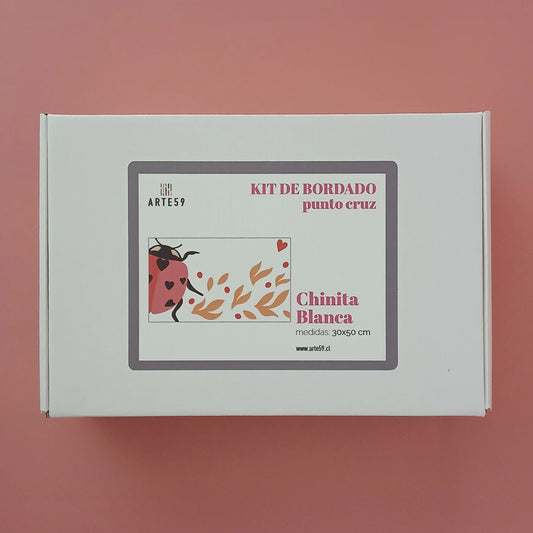 ARTE59
KIT DE BORDADO
punto cruz
Chinita
Blanca
medidas: 30x50 cm
www.arte59.cl